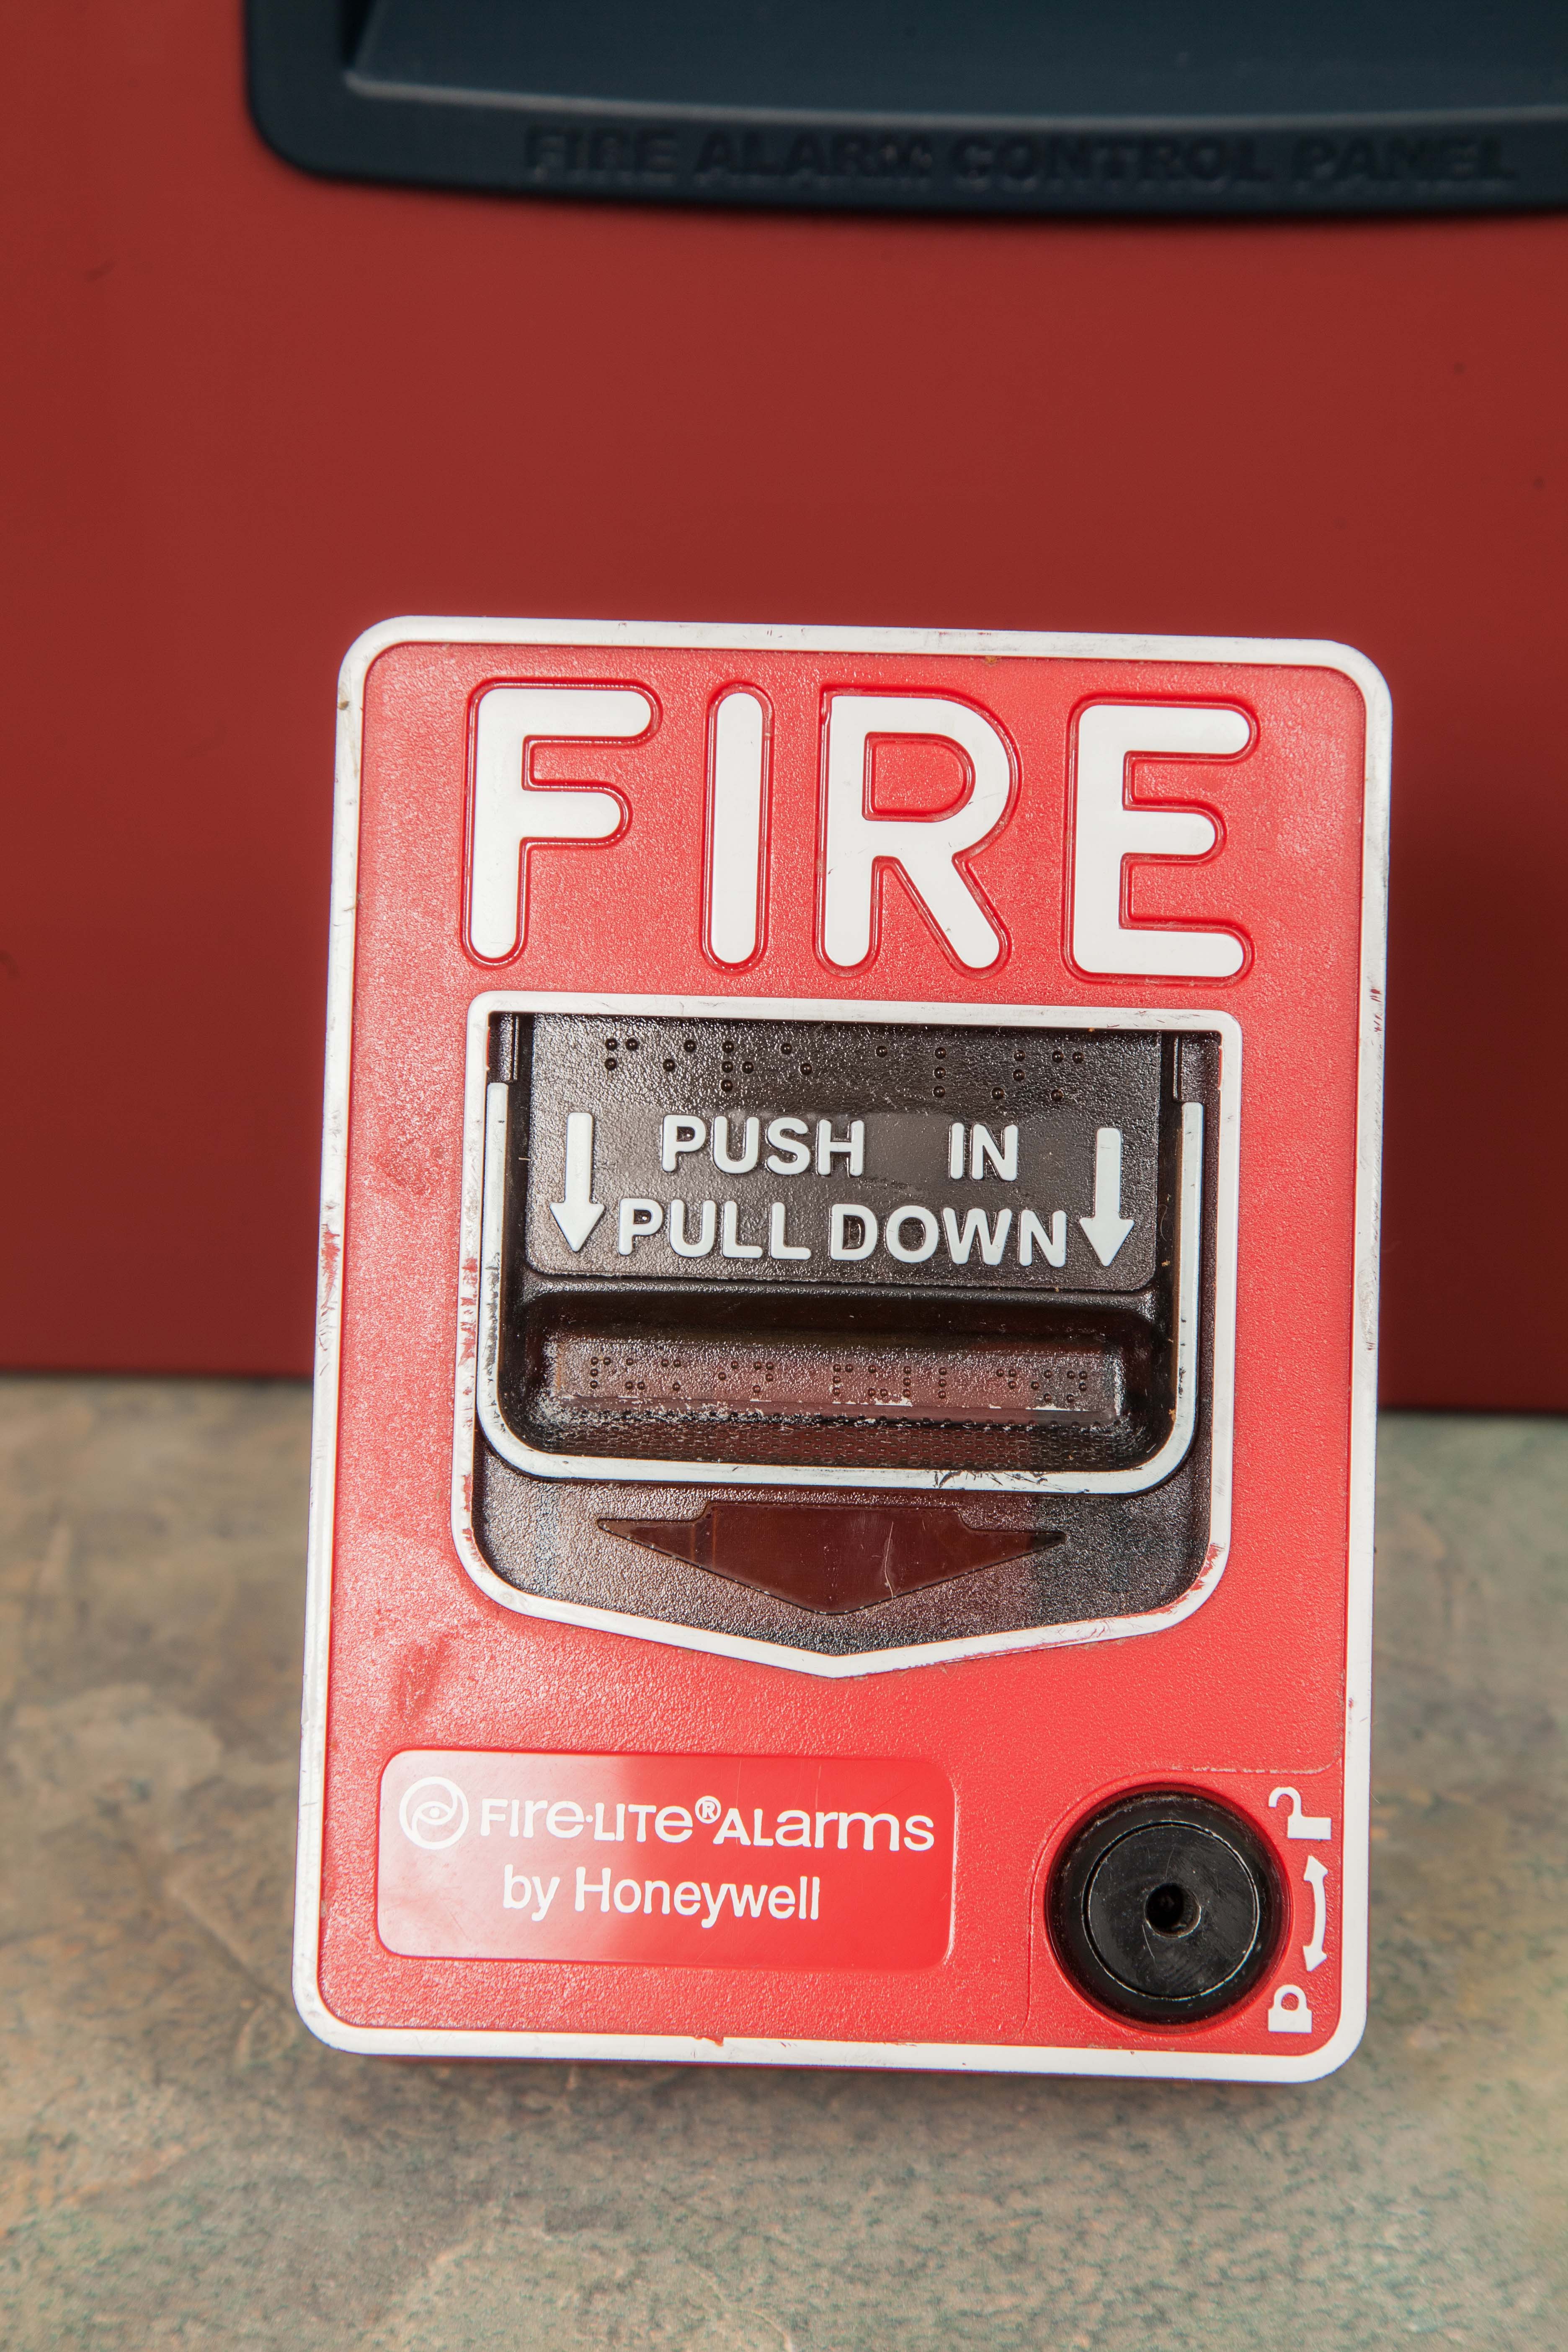 FIRE ALARM CONTROL PANEL
FIRE
PUSH IN
PULL DOWN
FIRE•LITE®ALARMS
by Honeywell